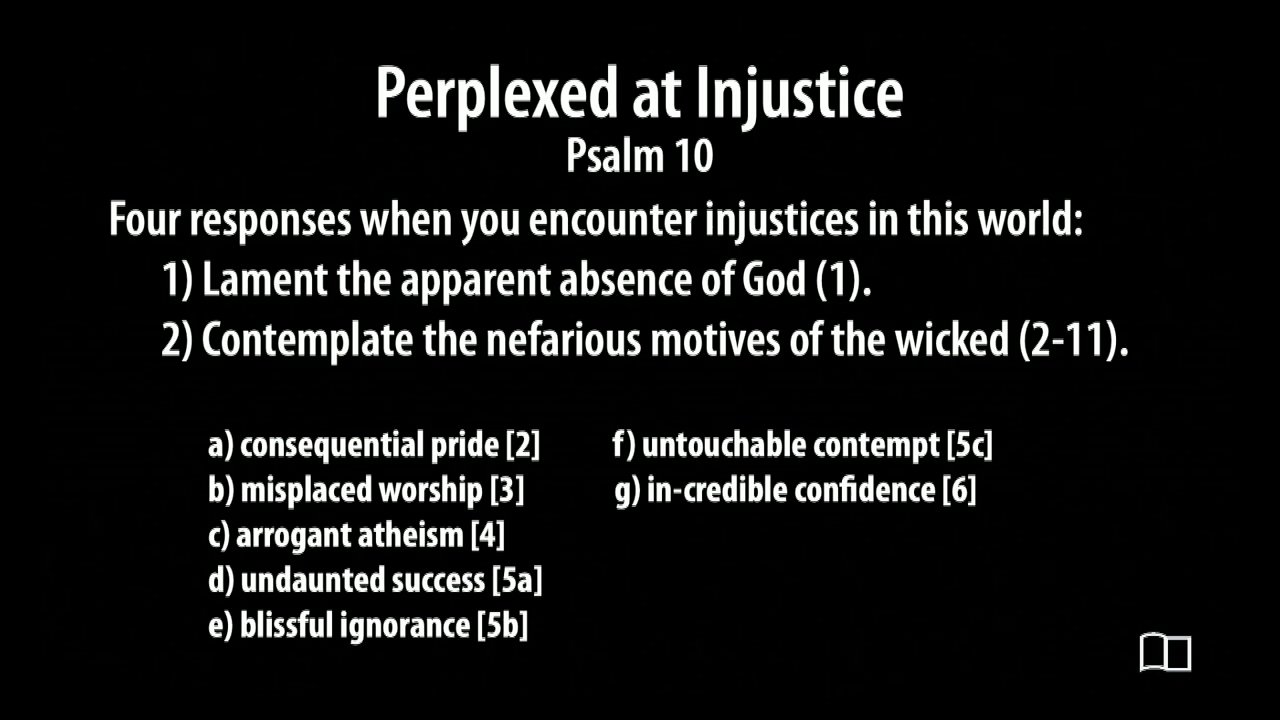 Perplexed at Injustice
Psalm 10
Four responses when you encounter injustices in this world:
1) Lament the apparent absence of God (1).
2) Contemplate the nefarious motives of the wicked (2-11).
a) consequential pride [2]
b) misplaced worship [3]
c) arrogant atheism [4]
d) undaunted success [5a]
e) blissful ignorance [5b]
f) untouchable contempt [5c]
g) in-credible confidence [6]